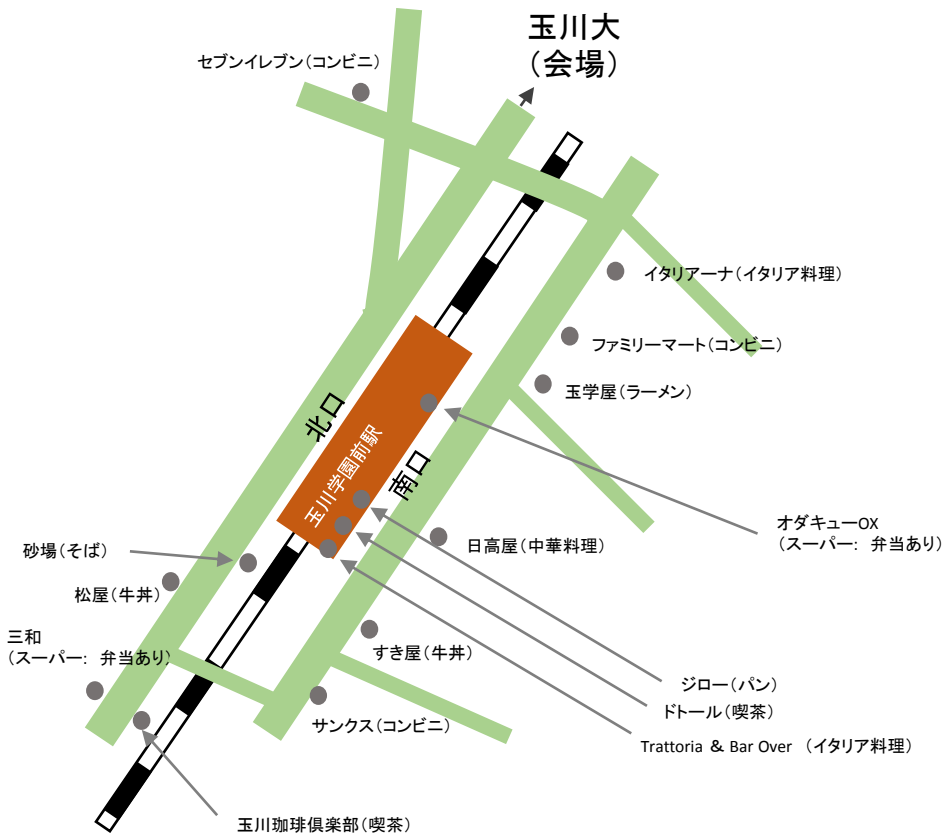 玉川大
(会場)
セブンイレブン(コンビニ)
イタリアーナ(イタリア料理)
ファミリーマート(コンビニ)
玉学屋(ラーメン)
北口
玉川学園前駅
南口
オダキューOX
(スーパー: 弁当あり)
日高屋(中華料理)
砂場(そば)
松屋(牛丼)
三和
(スーパー: 弁当あり)
すき屋(牛丼)
ジロー(パン)
ドトール(喫茶)
サンクス(コンビニ)
Trattoria & Bar Over (イタリア料理)
玉川珈琲倶楽部(喫茶)